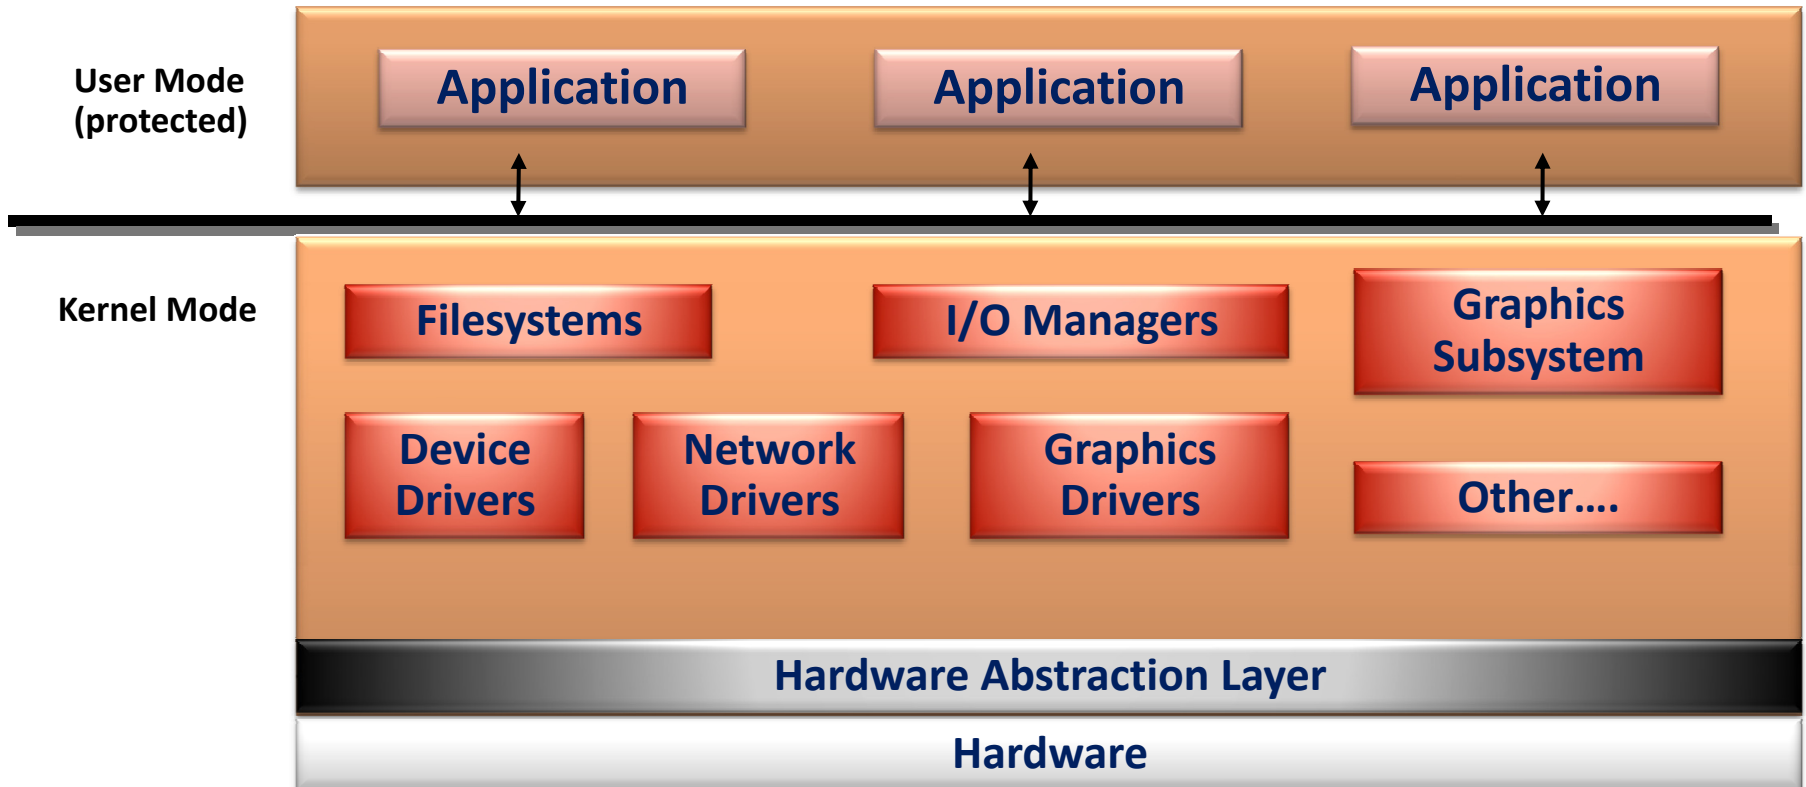 User Mode
(protected)
Application
Application
Application
Kernel Mode
Filesystems
I/O Managers
Graphics
Subsystem
Device
Drivers
Network
Drivers
Graphics
Drivers
Other....
Hardware Abstraction Layer
Hardware